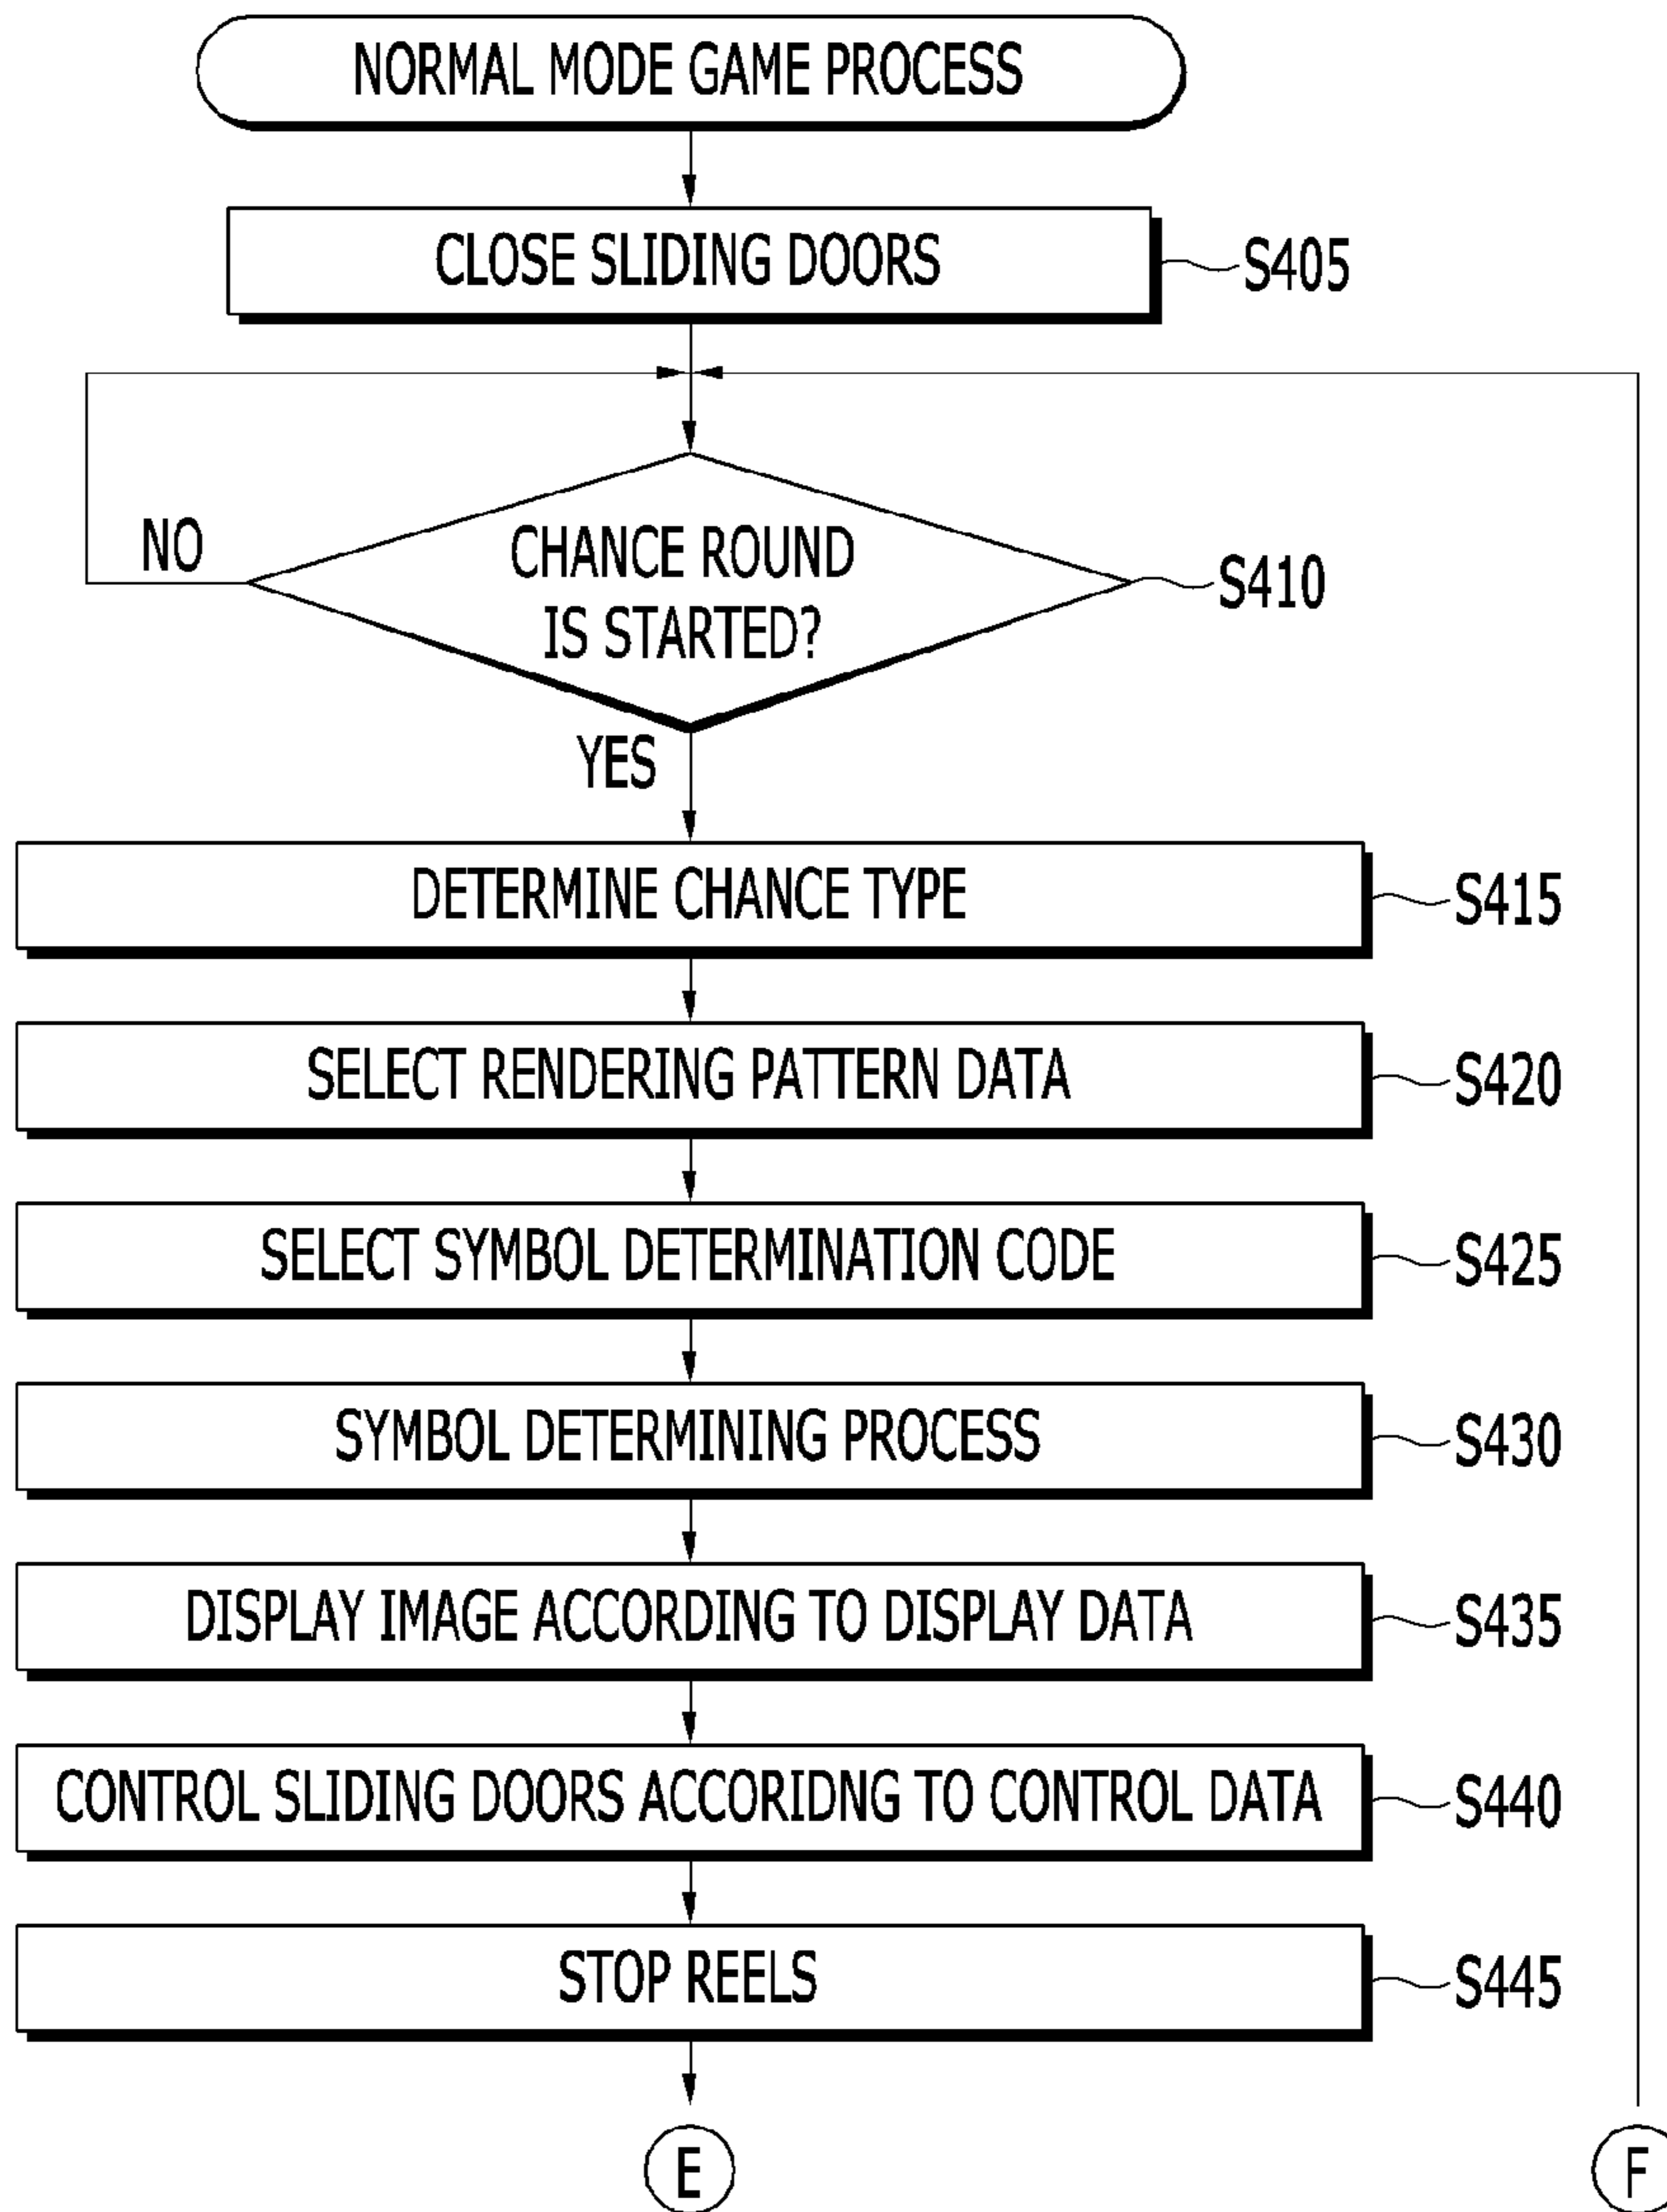 NORMAL MODE GAME PROCESS
CLOSE SLIDING DOORS
S405
NO
CHANCE ROUND
IS STARTED?
S410
YES
DETERMINE CHANCE TYPE
S415
SELECT RENDERING PATTERN DATA
S420
SELECT SYMBOL DETERMINATION CODE
S425
SYMBOL DETERMINING PROCESS
S430
DISPLAY IMAGE ACCORDING TO DISPLAY DATA
S435
CONTROL SLIDING DOORS ACCORIDNG TO CONTROL DATA
S440
STOP REELS
S445
E
F